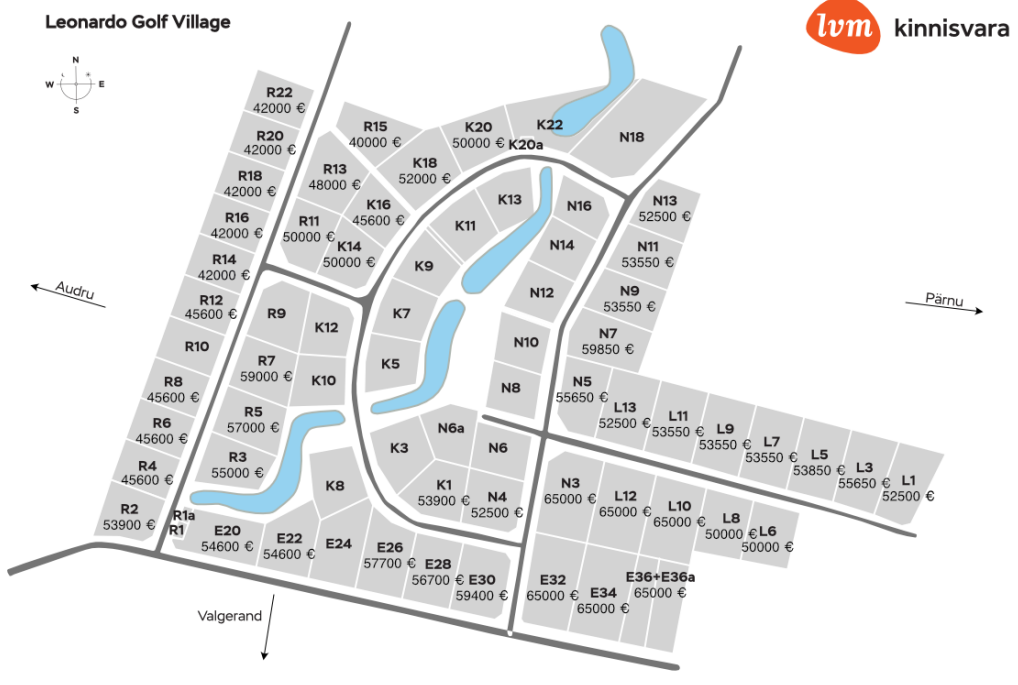 Leonardo Golf Village
lvm kinnisvara
N
W E
S
R22
42000 €
R20
42000 €
R18
42000 €
R16
42000 €
R14
42000 €
R12
45600 €
R10
R8
45600 €
R6
45600 €
R4
45600 €
R2
53900 €
R15
40000 €
R13
48000 €
R11
50000 €
K20
50000 €
K22
K20a
N18
K18
52000 €
K16
45600 €
K14
50000 €
K13
K11
K9
K7
K5
N16
N14
N12
N10
N8
N13
52500 €
N11
53550 €
N9
53550 €
N7
59850 €
N5
55650 €
Audru
Pärnu
R9
K12
R7
59000 €
K10
R5
57000 €
R3
55000 €
R1a
R1
K8
K3
N6a
N6
K1
53900 €
N4
52500 €
L13
52500 €
L11
53550 €
L9
53550 €
L7
53550 €
L5
53850 €
L3
55650 €
L1
52500 €
N3
65000 €
L12
65000 €
L10
65000 €
L8
50000 €
L6
50000 €
E20
54600 €
E22
54600 €
E24
E26
57700 €
E28
56700 €
E30
59400 €
E32
65000 €
E34
65000 €
E36+E36a
65000 €
Valgerand